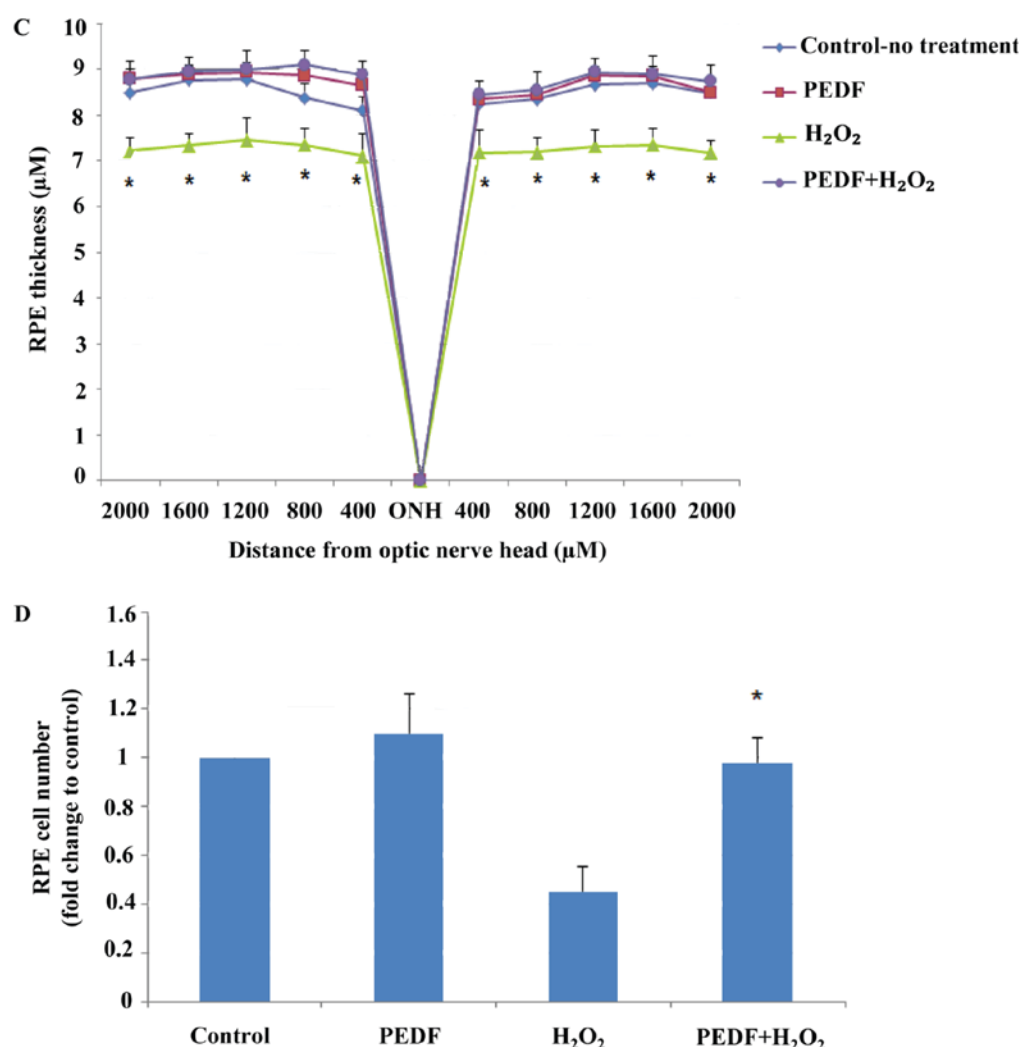 C
10
9
8
7
6
5
4
3
2
1
0
RPE thickness (μM)
* * * * * * * * * *
2000 1600 1200 800 400 ONH 400 800 1200 1600 2000
Distance from optic nerve head (μM)
Control-no treatment
PEDF
H₂O₂
PEDF+H₂O₂
D
1.6
1.4
1.2
1
0.8
0.6
0.4
0.2
0
RPE cell number
(fold change to control)
*
Control PEDF H₂O₂ PEDF+H₂O₂